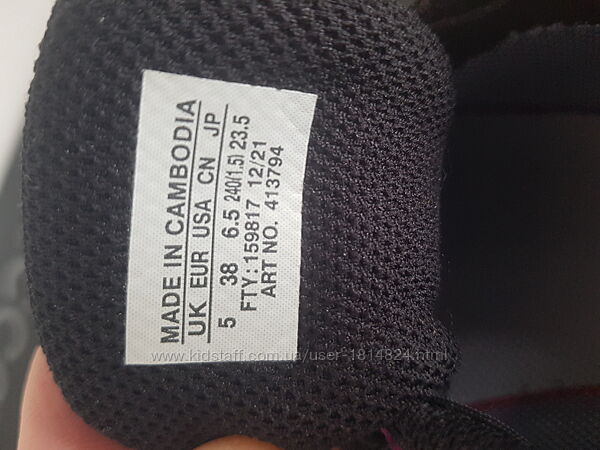 MADE IN CAMBODIA
UK EUR USA CN JP
5 38 6.5 240(1.5) 23.5
FTY: 159817 12/21
ART NO. 413794
www.kidstaff.com.ua/user-1814824.html